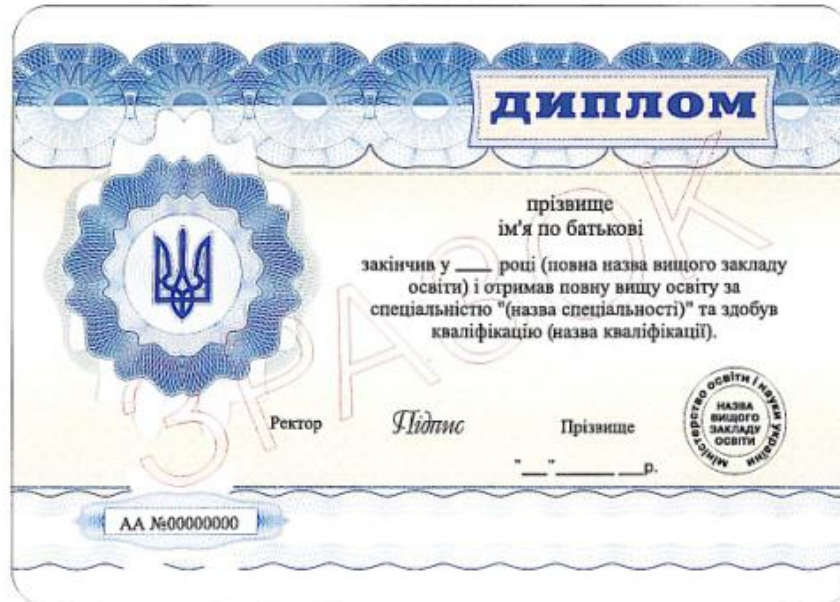 ДИПЛОМ
прізвище
ім'я по батькові
закінчив у ____ році (повна назва вищого закладу
освіти) і отримав повну вищу освіту за
спеціальністю "(назва спеціальності)" та здобув
кваліфікацію (назва кваліфікації).
ЗРАЗОК
Ректор Підпис Прізвище
"__"______ ___р.
міністерство освіти і науки україни
НАЗВА
ВИЩОГО
ЗАКЛАДУ
ОСВІТИ
АА №00000000